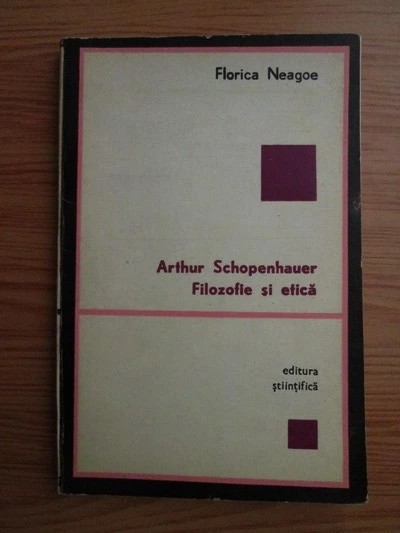 Florica Neagoe
Arthur Schopenhauer
Filozofie și etică
editura
științifică